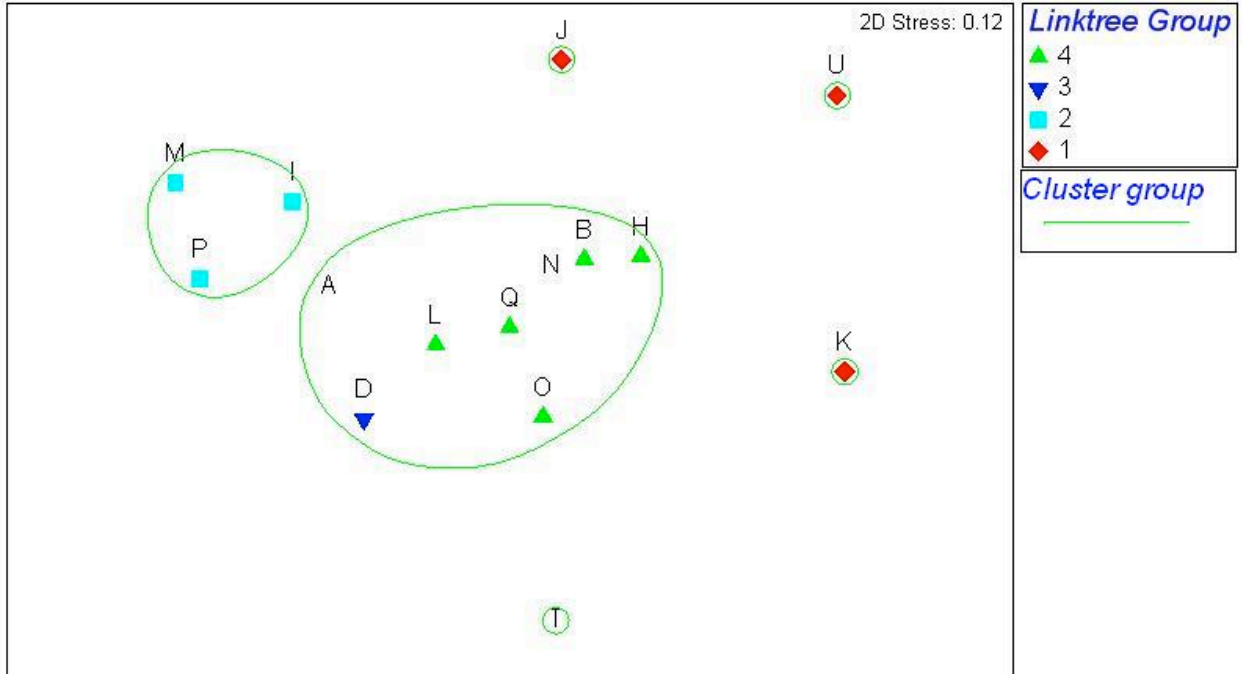 2D Stress: 0.12
J
U
M
I
P
A
N
B
H
L
Q
D
O
K
T
Linktree Group
4
3
2
1
Cluster group